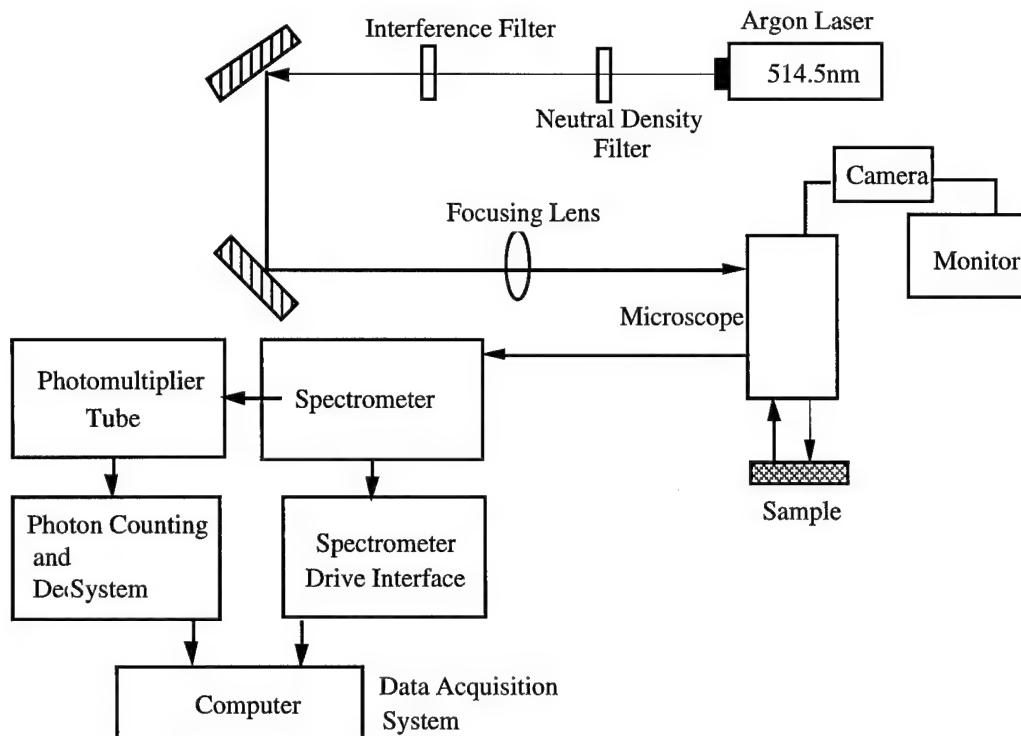 Interference Filter
Argon Laser
514.5nm
Neutral Density
Filter
Camera
Focusing Lens
Monitor
Microscope
Photomultiplier
Tube
Spectrometer
Sample
Photon Counting
and
System
Spectrometer
Drive Interface
Computer
Data Acquisition
System